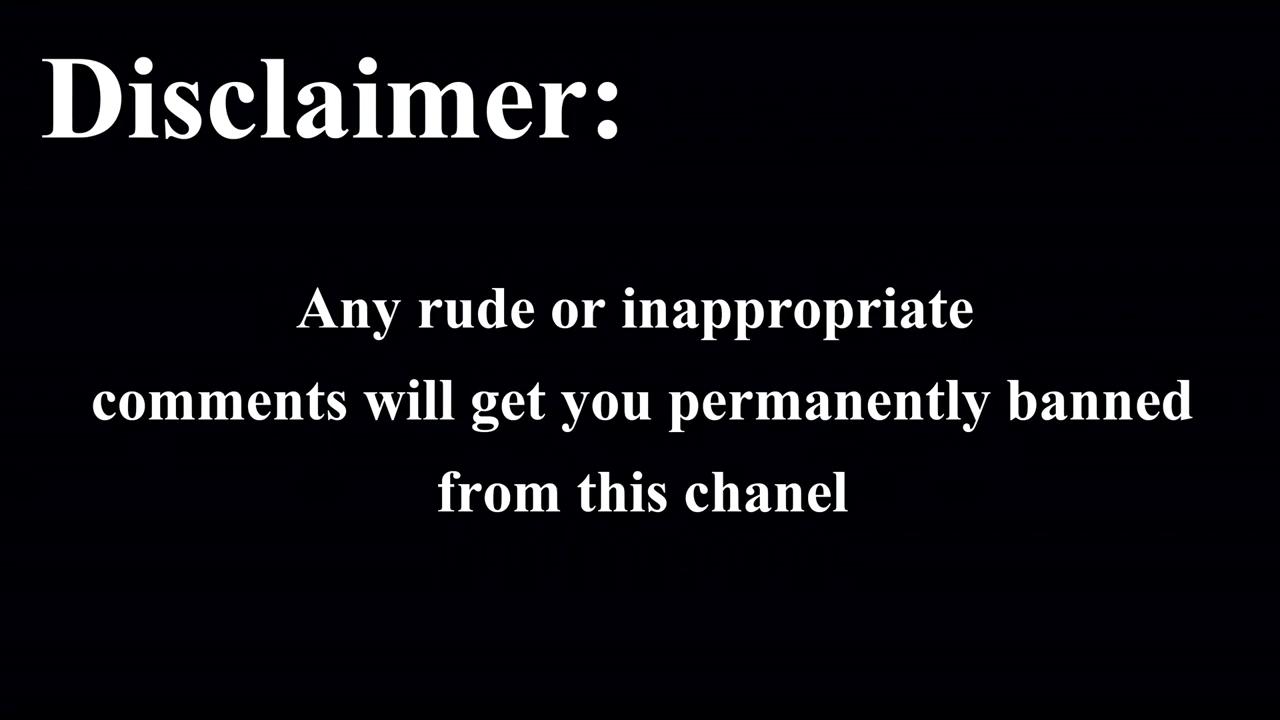 Disclaimer:
Any rude or inappropriate
comments will get you permanently banned
from this chanel